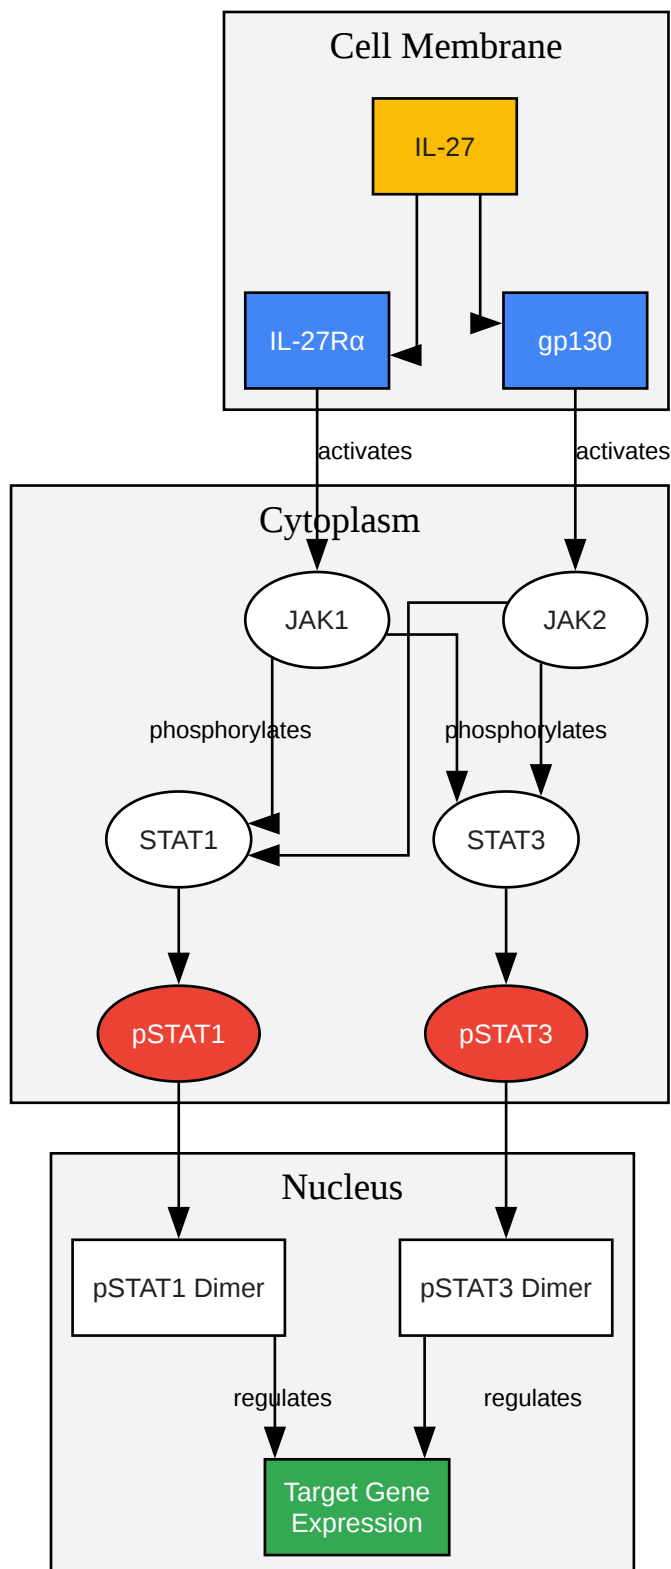 Cell Membrane
IL-27
IL-27Rα
gp130
activates
activates
Cytoplasm
JAK1
JAK2
phosphorylates
phosphorylates
STAT1
STAT3
pSTAT1
pSTAT3
Nucleus
pSTAT1 Dimer
pSTAT3 Dimer
regulates
regulates
Target Gene
Expression